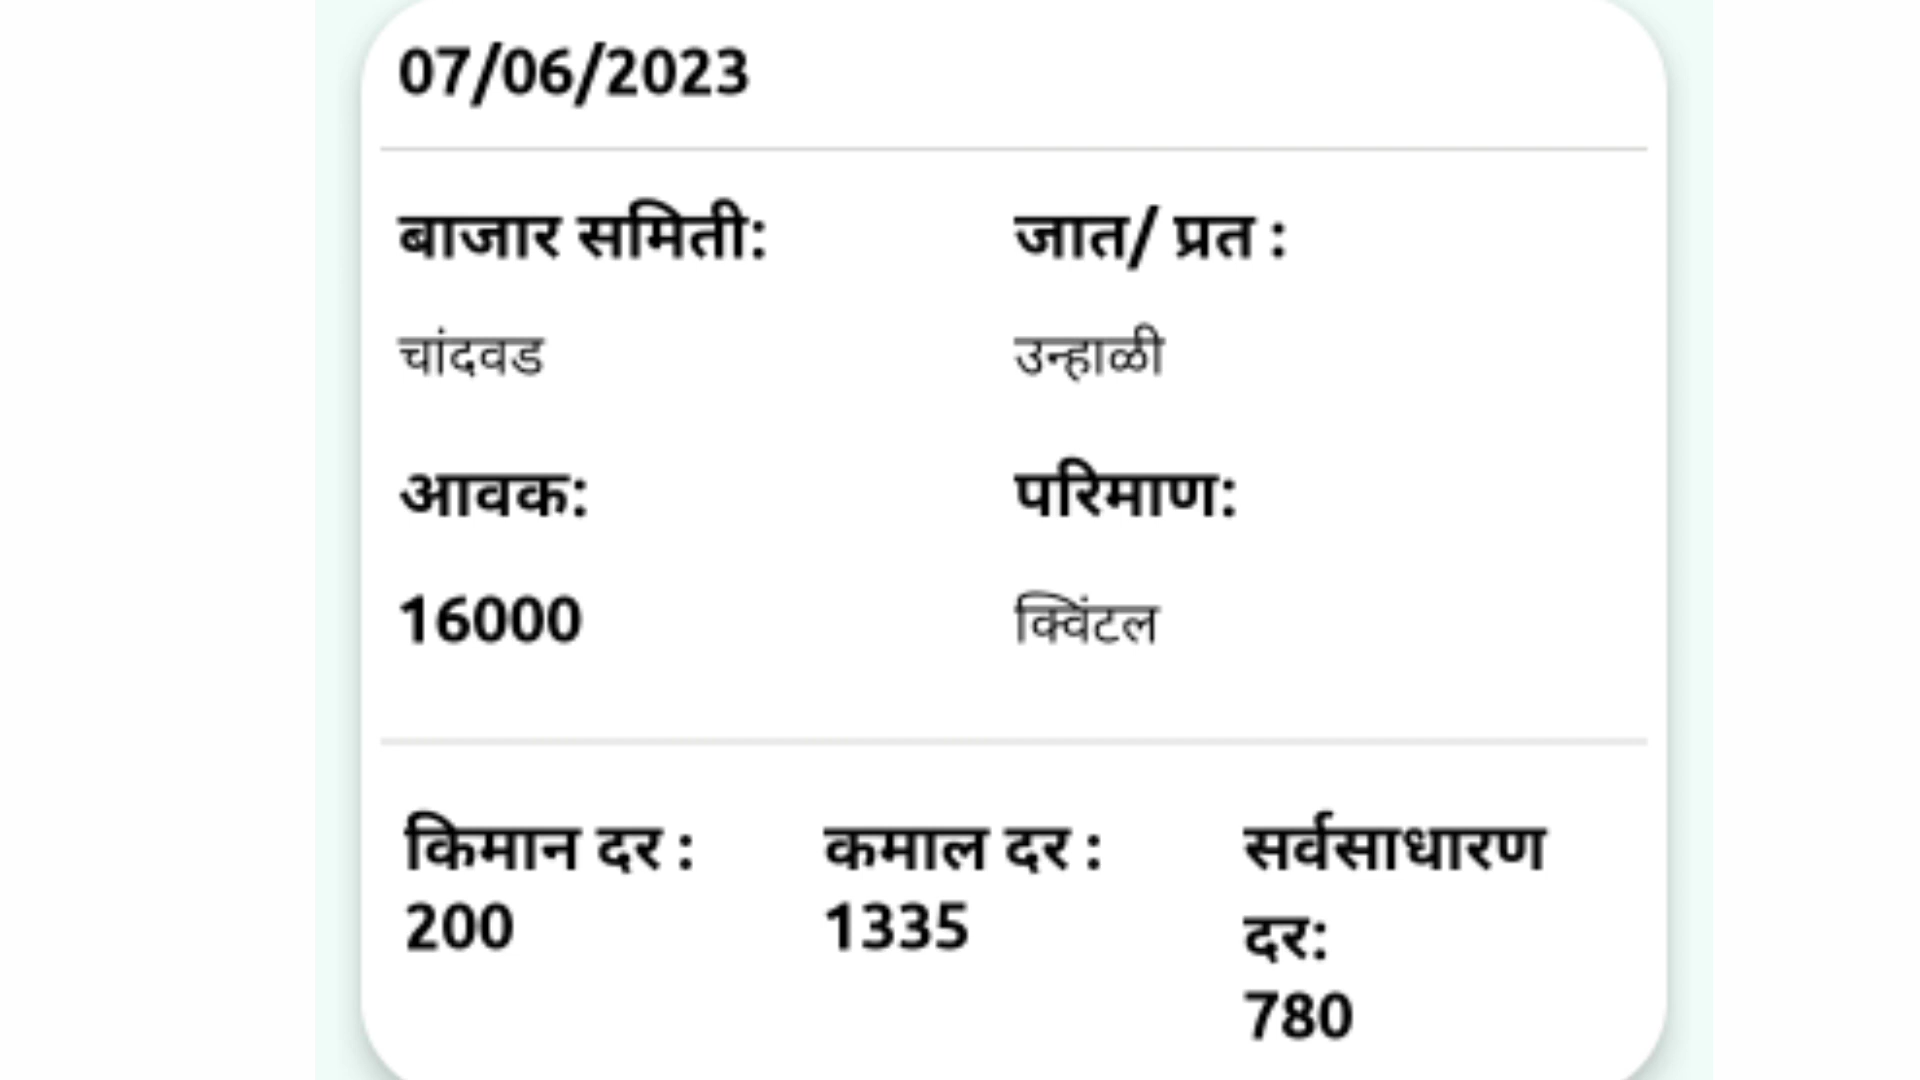 07/06/2023
बाजार समिती:
जात/ प्रत :
चांदवड
उन्हाळी
आवक:
परिमाण:
16000
क्विंटल
किमान दर :
कमाल दर :
सर्वसाधारण
200
1335
दर:
780